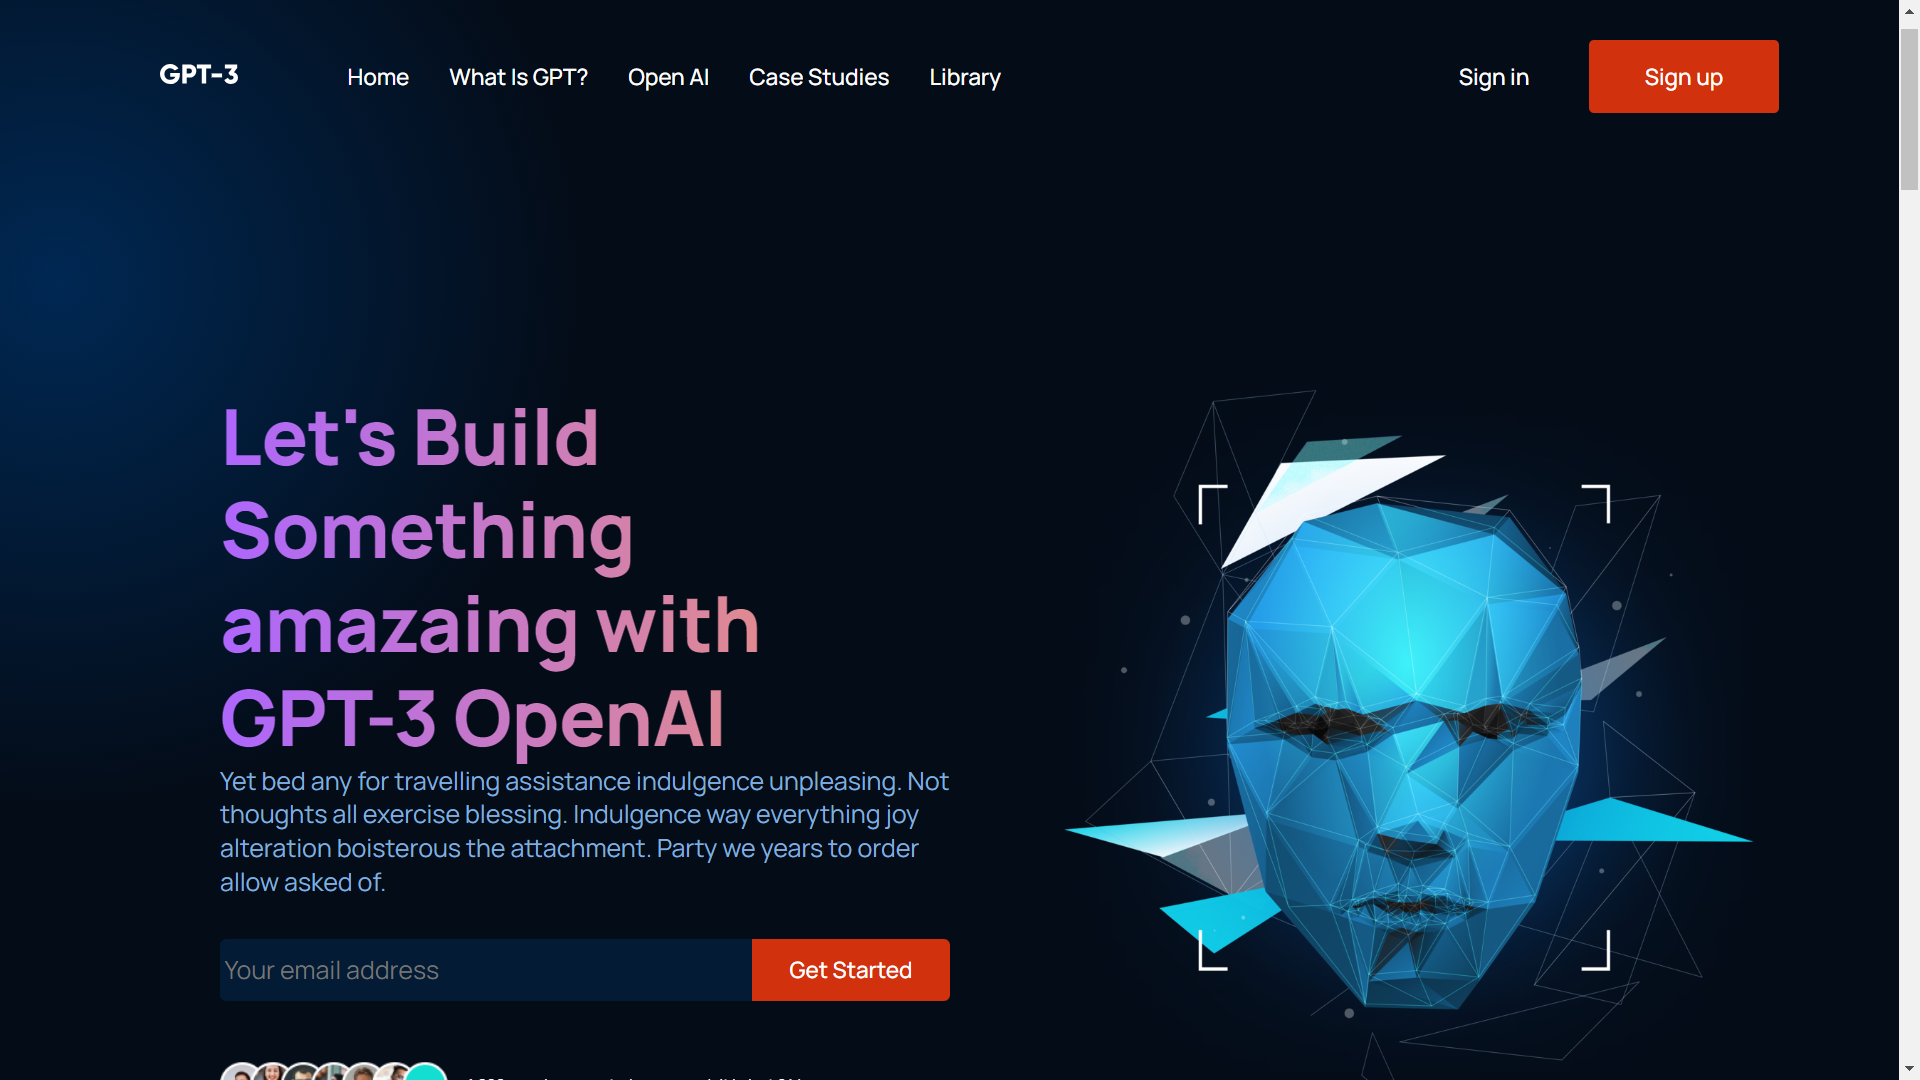 GPT-3
Home What Is GPT? Open AI Case Studies Library
Sign in Sign up
Let's Build
Something
amazaing with
GPT-3 OpenAI
Yet bed any for travelling assistance indulgence unpleasing. Not
thoughts all exercise blessing. Indulgence way everything joy
alteration boisterous the attachment. Party we years to order
allow asked of.
Your email address
Get Started